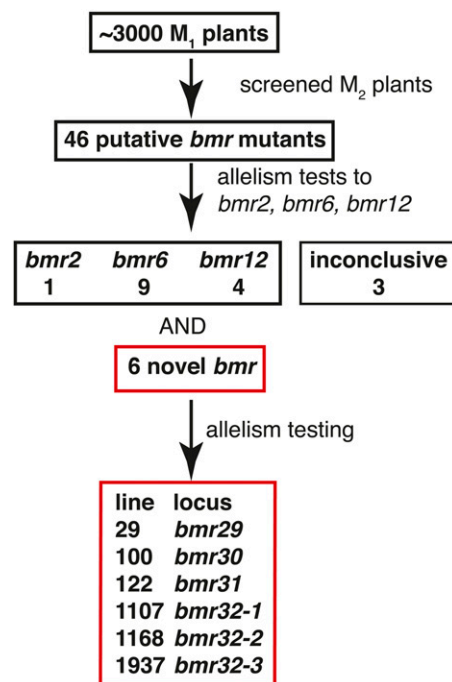 ~3000 M₁ plants
screened M₂ plants
46 putative bmr mutants
allelism tests to
bmr2, bmr6, bmr12
bmr2 bmr6 bmr12
1 9 4
inconclusive
3
AND
6 novel bmr
allelism testing
line locus
29 bmr29
100 bmr30
122 bmr31
1107 bmr32-1
1168 bmr32-2
1937 bmr32-3